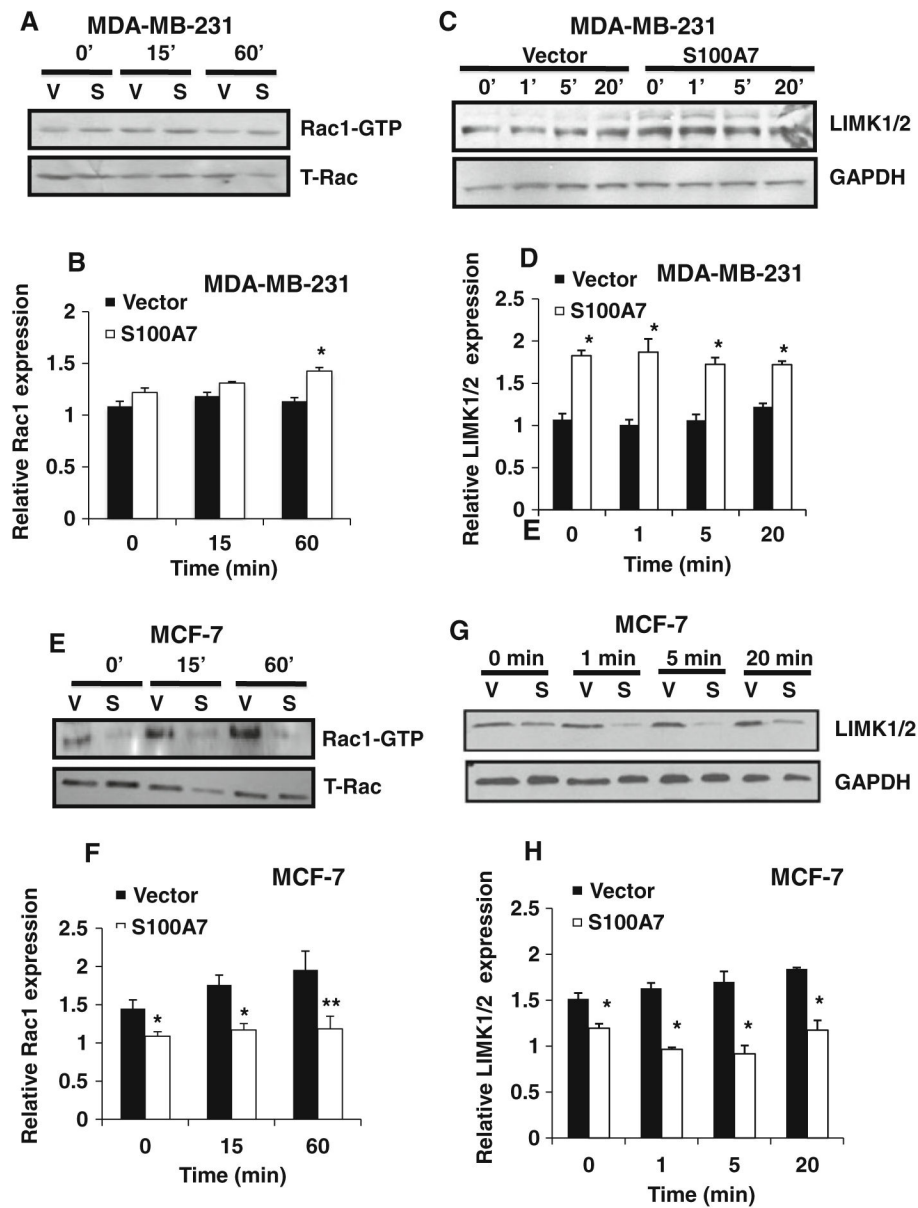 A
MDA-MB-231
0’ 15’ 60’
V S V S V S
Rac1-GTP
T-Rac
C
MDA-MB-231
Vector S100A7
0’ 1’ 5’ 20’ 0’ 1’ 5’ 20’
LIMK1/2
GAPDH
B
MDA-MB-231
Vector
S100A7
Relative Rac1 expression
2
1.5
1
0.5
0
*
0 15 60
Time (min)
D
MDA-MB-231
Vector
S100A7
Relative LIMK1/2 expression
2.5
2
1.5
1
0.5
0
* * * *
E
0 1 5 20
Time (min)
E
MCF-7
0’ 15’ 60’
V S V S V S
Rac1-GTP
T-Rac
G
MCF-7
0 min 1 min 5 min 20 min
V S V S V S V S
LIMK1/2
GAPDH
F
MCF-7
Vector
S100A7
Relative Rac1 expression
2.5
2
1.5
1
0.5
0
* * **
0 15 60
Time (min)
H
MCF-7
Vector
S100A7
Relative LIMK1/2 expression
2.5
2
1.5
1
0.5
0
* * * *
0 1 5 20
Time (min)